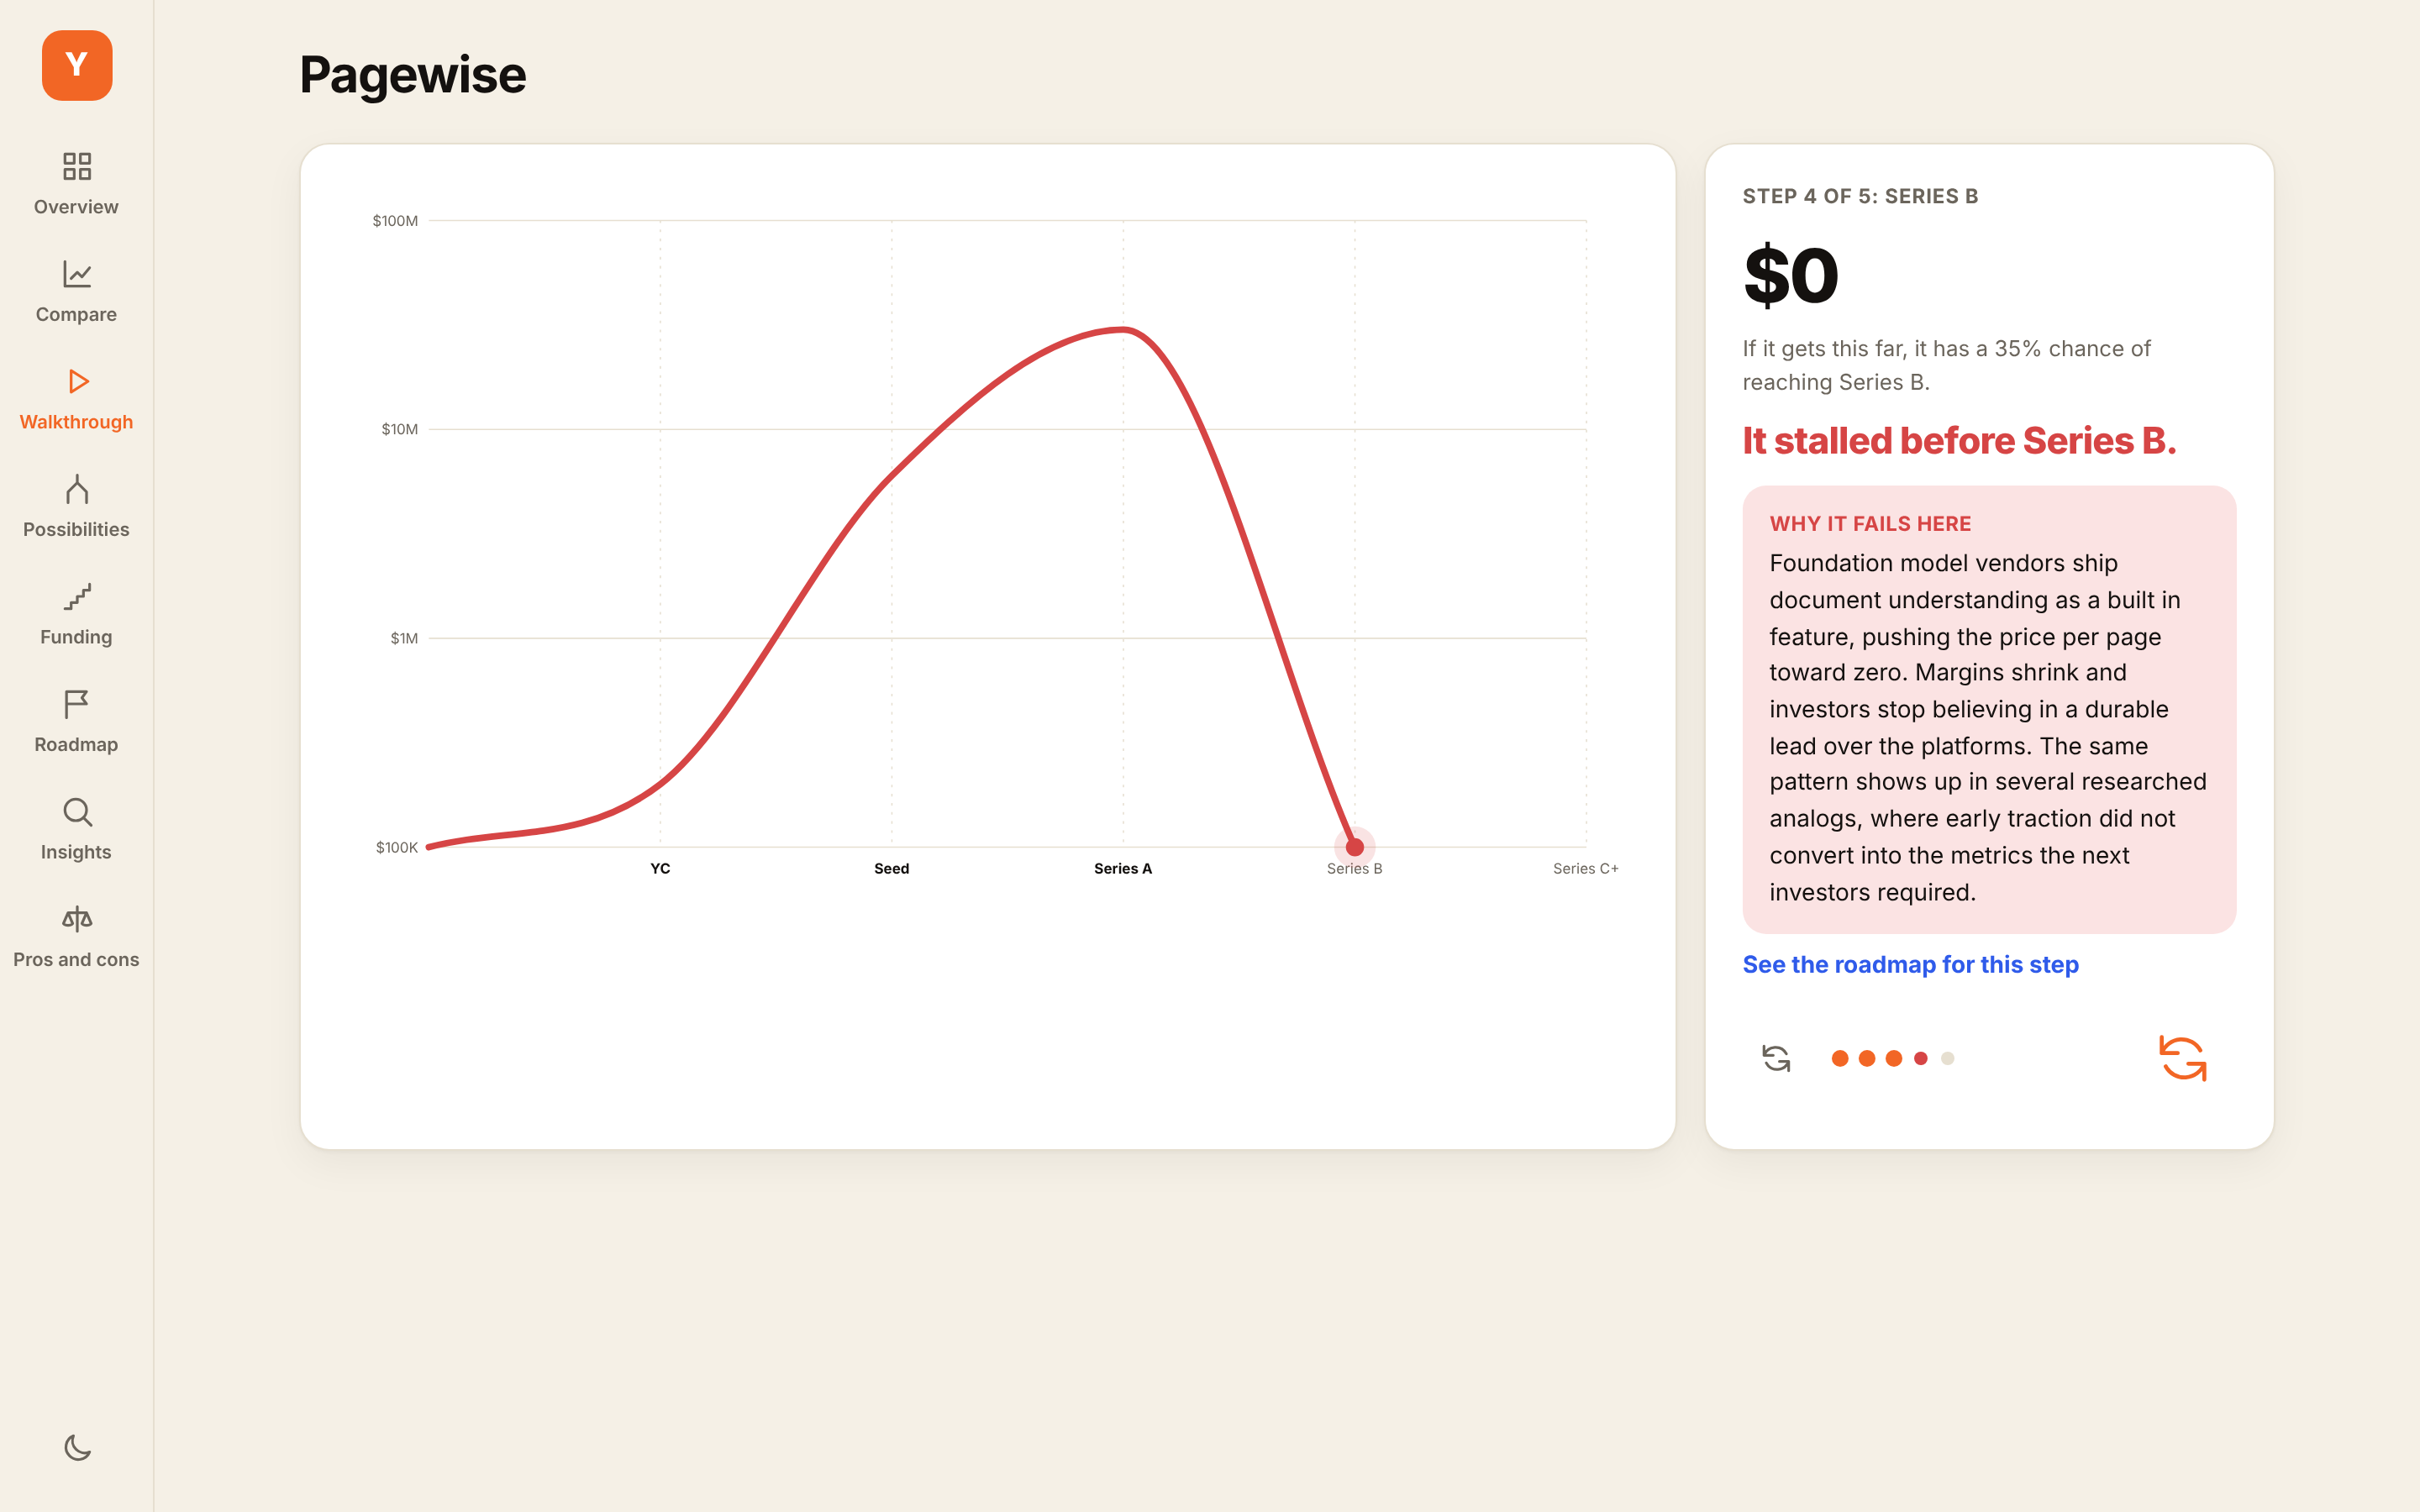 Y
Overview
Compare
Walkthrough
Possibilities
Funding
Roadmap
Insights
Pros and cons
Pagewise
$100M
$10M
$1M
$100K
YC
Seed
Series A
Series B
Series C+
STEP 4 OF 5: SERIES B
$0
If it gets this far, it has a 35% chance of
reaching Series B.
It stalled before Series B.
WHY IT FAILS HERE
Foundation model vendors ship
document understanding as a built in
feature, pushing the price per page
toward zero. Margins shrink and
investors stop believing in a durable
lead over the platforms. The same
pattern shows up in several researched
analogs, where early traction did not
convert into the metrics the next
investors required.
See the roadmap for this step